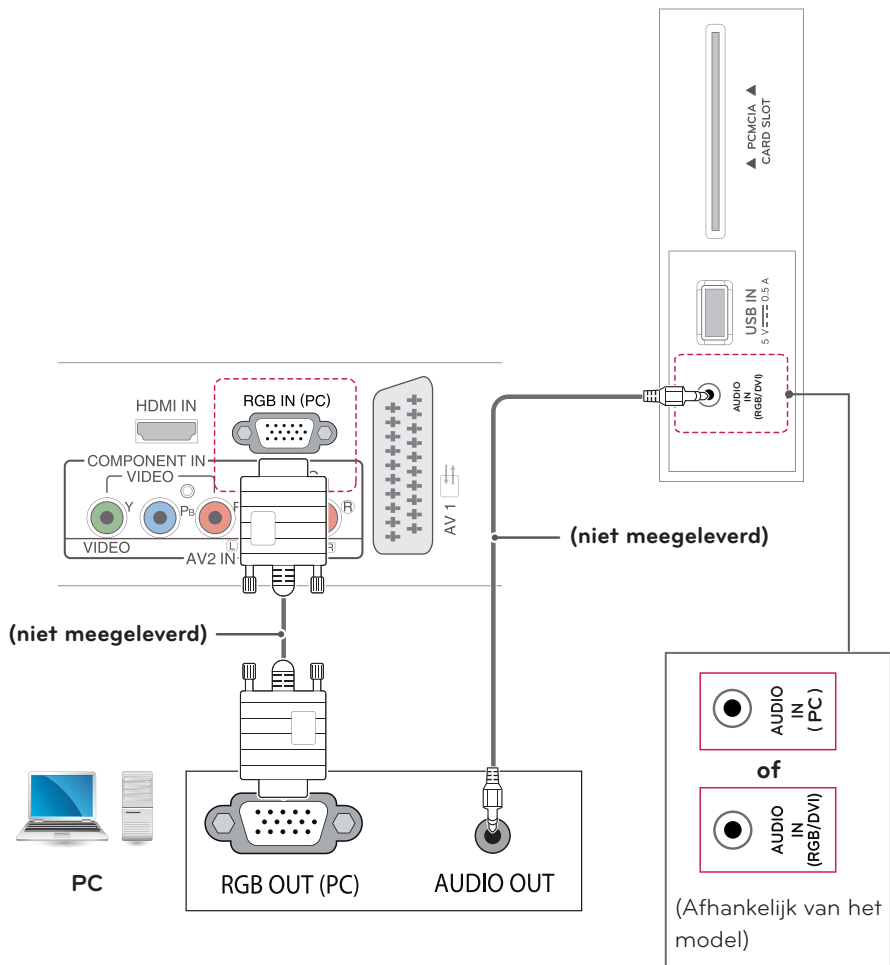 ▲ PCMCIA ▲
CARD SLOT
USB IN
5 V 0.5 A
AUDIO
IN
(RGB/DVI)
HDMI IN
RGB IN (PC)
COMPONENT IN
VIDEO
Y
PB
R
VIDEO
L
R
AV2 IN
AV 1
(niet meegeleverd)
(niet meegeleverd)
PC
RGB OUT (PC)
AUDIO OUT
AUDIO
IN
(PC)
of
AUDIO
IN
(RGB/DVI)
(Afhankelijk van het
model)